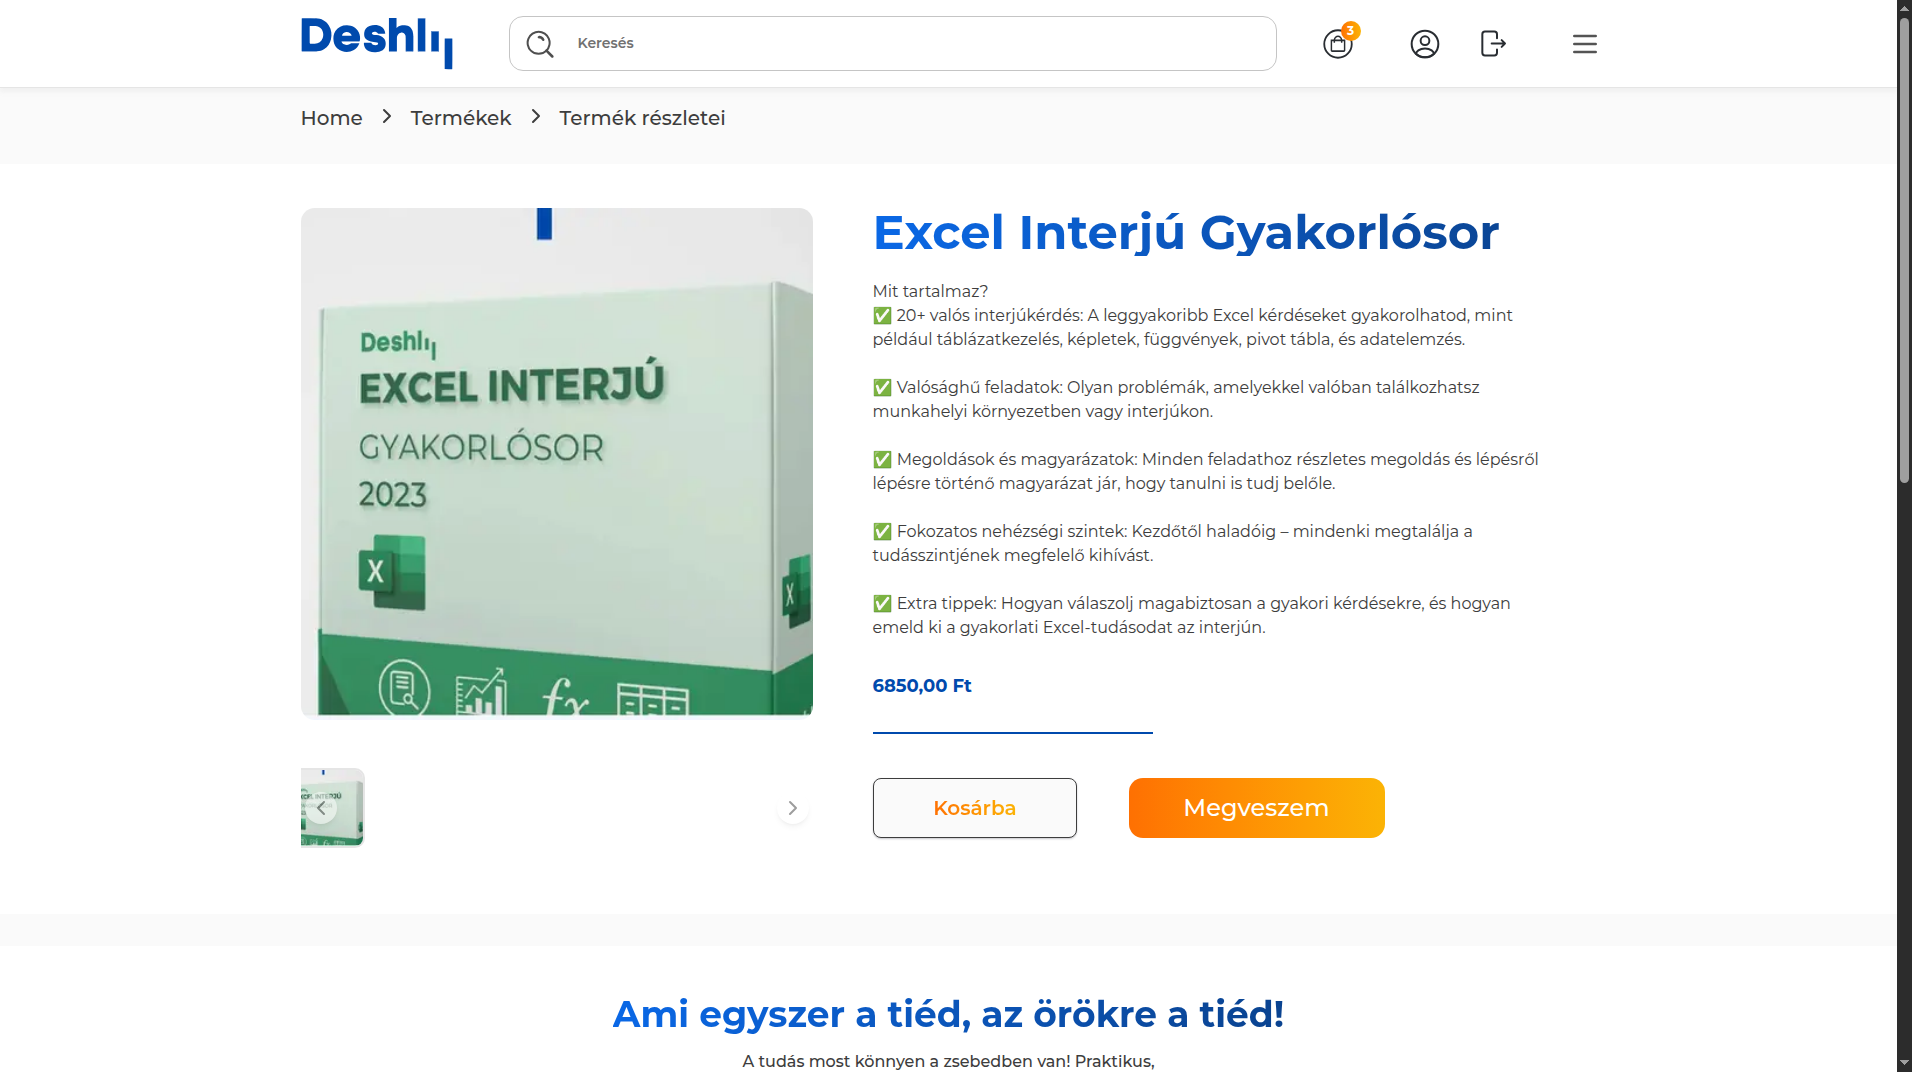 Deshly
Keresés
3
Home
Termékek
Termék részletei
Deshly
EXCEL INTERJÚ
GYAKORLÓSOR
2023
X
X
fx
Excel Interjú Gyakorlósor
Mit tartalmaz?
✅ 20+ valós interjúkérdés: A leggyakoribb Excel kérdéseket gyakorolhatod, mint
például táblázatkezelés, képletek, függvények, pivot tábla, és adatelemzés.
✅ Valósághű feladatok: Olyan problémák, amelyekkel valóban találkozhatsz
munkahelyi környezetben vagy interjúkon.
✅ Megoldások és magyarázatok: Minden feladathoz részletes megoldás és lépésről
lépésre történő magyarázat jár, hogy tanulni is tudj belőle.
✅ Fokozatos nehézségi szintek: Kezdőtől haladóig – mindenki megtalálja a
tudásszintjének megfelelő kihívást.
✅ Extra tippek: Hogyan válaszolj magabiztosan a gyakori kérdésekre, és hogyan
emeld ki a gyakorlati Excel-tudásodat az interjún.
6850,00 Ft
Kosárba
Megveszem
Ami egyszer a tiéd, az örökre a tiéd!
A tudás most könnyen a zsebedben van! Praktikus,